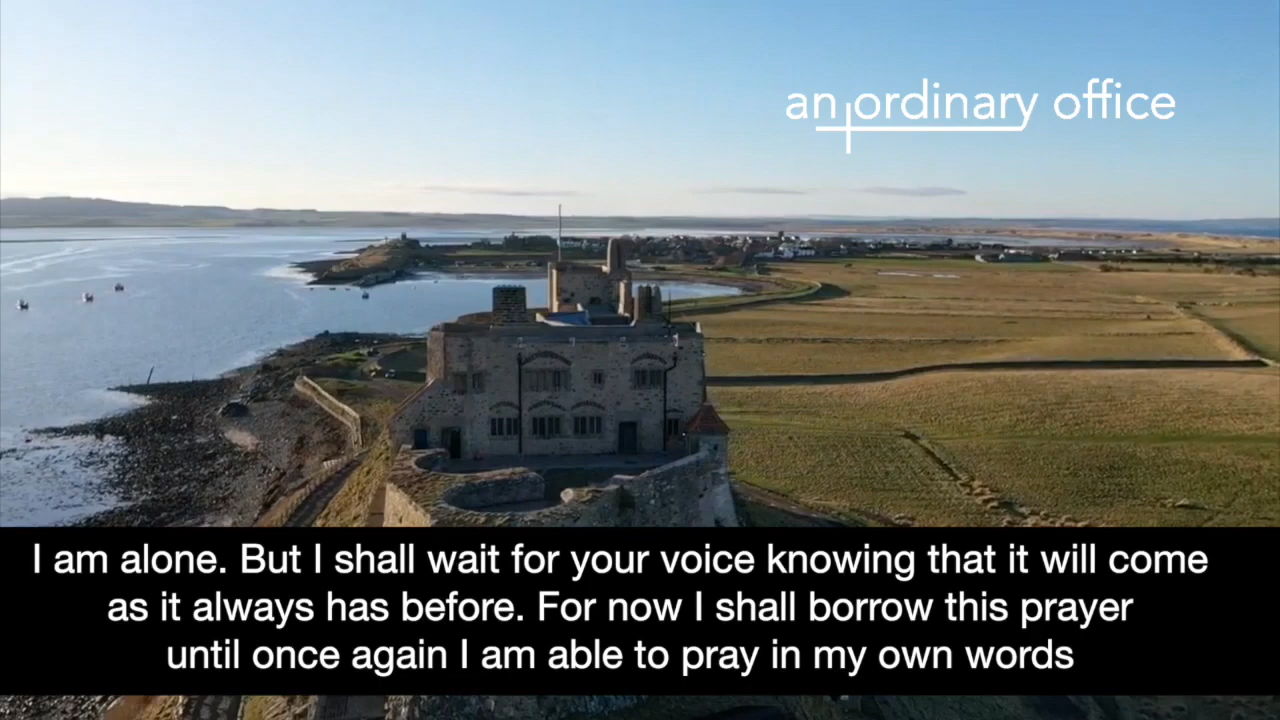 an ordinary office
I am alone. But I shall wait for your voice knowing that it will come
as it always has before. For now I shall borrow this prayer
until once again I am able to pray in my own words